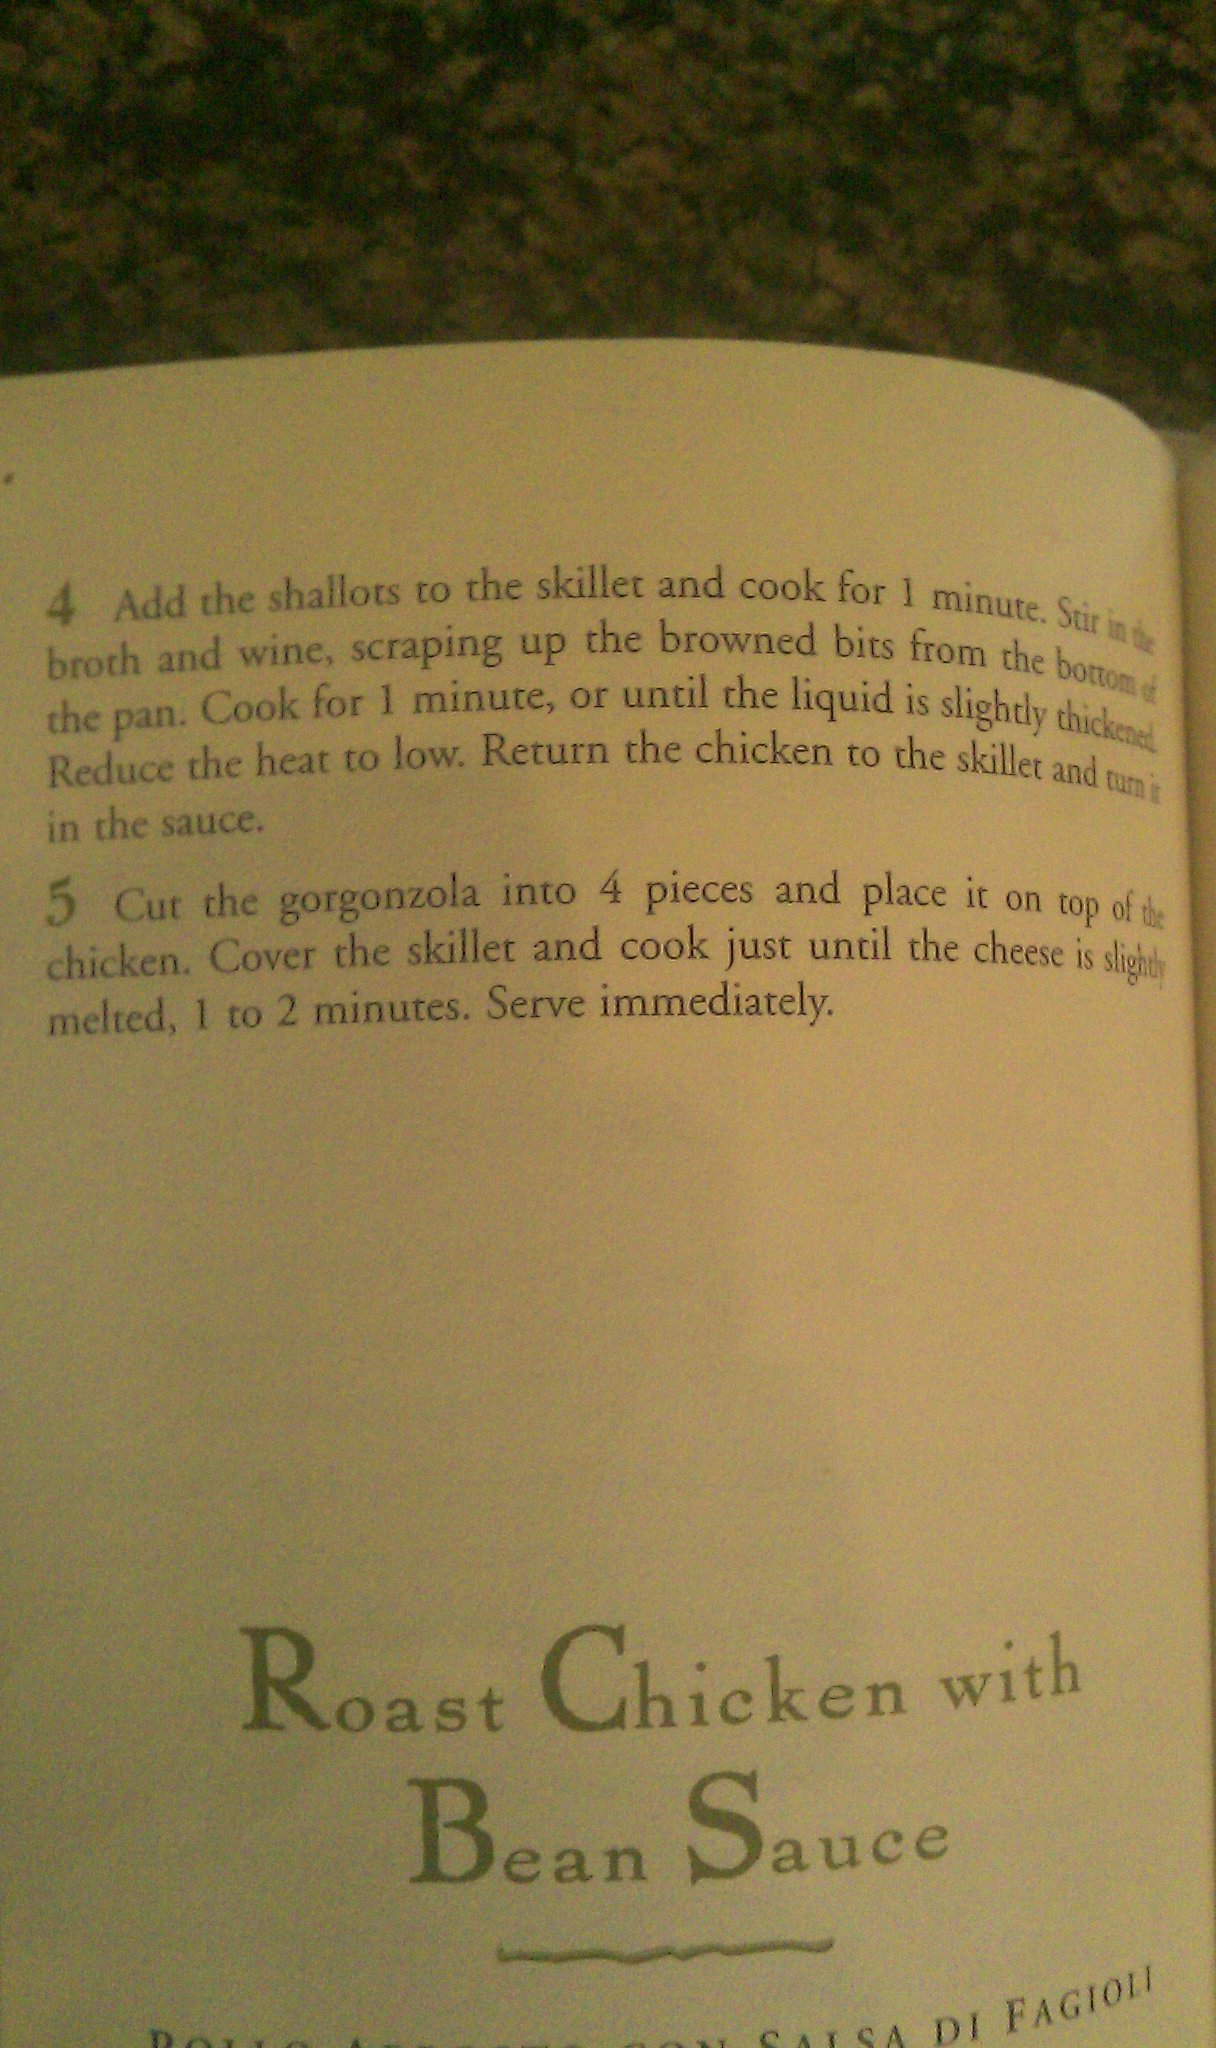 4 Add the shallots to the skillet and cook for 1 minute. Stir in the
broth and wine, scraping up the browned bits from the bottom of
the pan. Cook for 1 minute, or until the liquid is slightly thickened.
Reduce the heat to low. Return the chicken to the skillet and turn it
in the sauce.
5 Cut the gorgonzola into 4 pieces and place it on top of the
chicken. Cover the skillet and cook just until the cheese is slightly
melted, 1 to 2 minutes. Serve immediately.
Roast Chicken with
Bean Sauce
Pollo Arrosto con Salsa di Fagioli